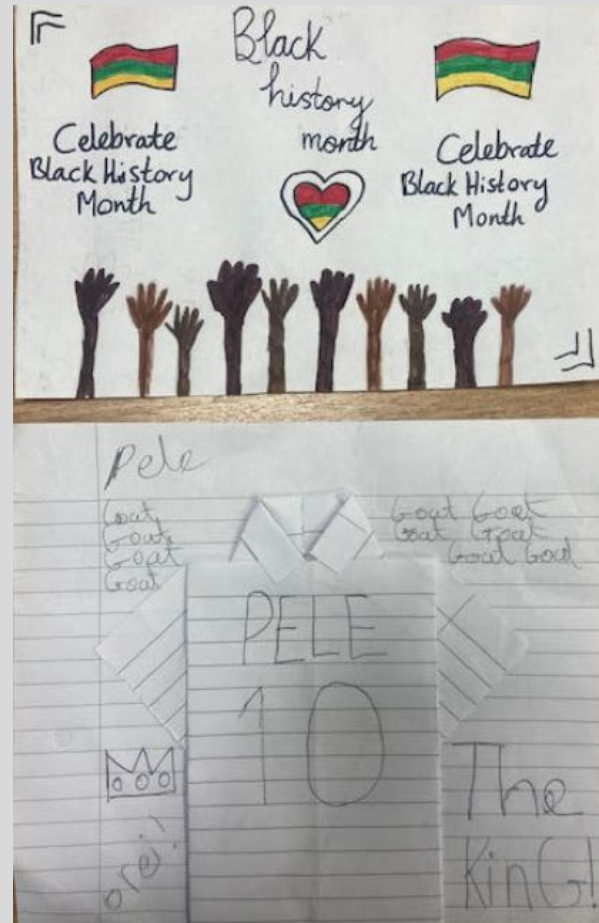 Black
history
month
Celebrate
Black History
Month
Celebrate
Black History
Month
Pele
Goat
Goat
Goat
Goat
Goat Goat
Goat Goat
Goat Goat
PELE
10
orei!
The
KinG!